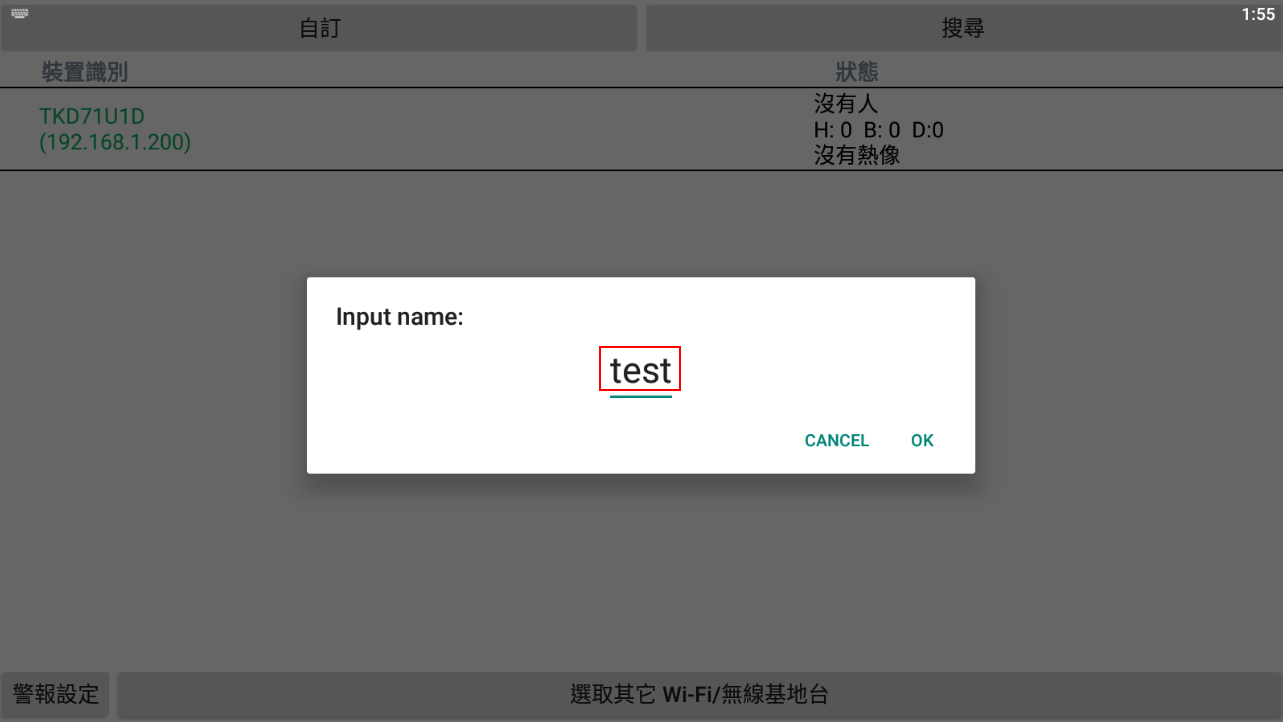 1:55
自訂
搜尋
裝置識別
狀態
TKD71U1D
(192.168.1.200)
沒有人
H: 0 B: 0 D:0
沒有熱像
Input name:
test
CANCEL
OK
警報設定
選取其它 Wi-Fi/無線基地台